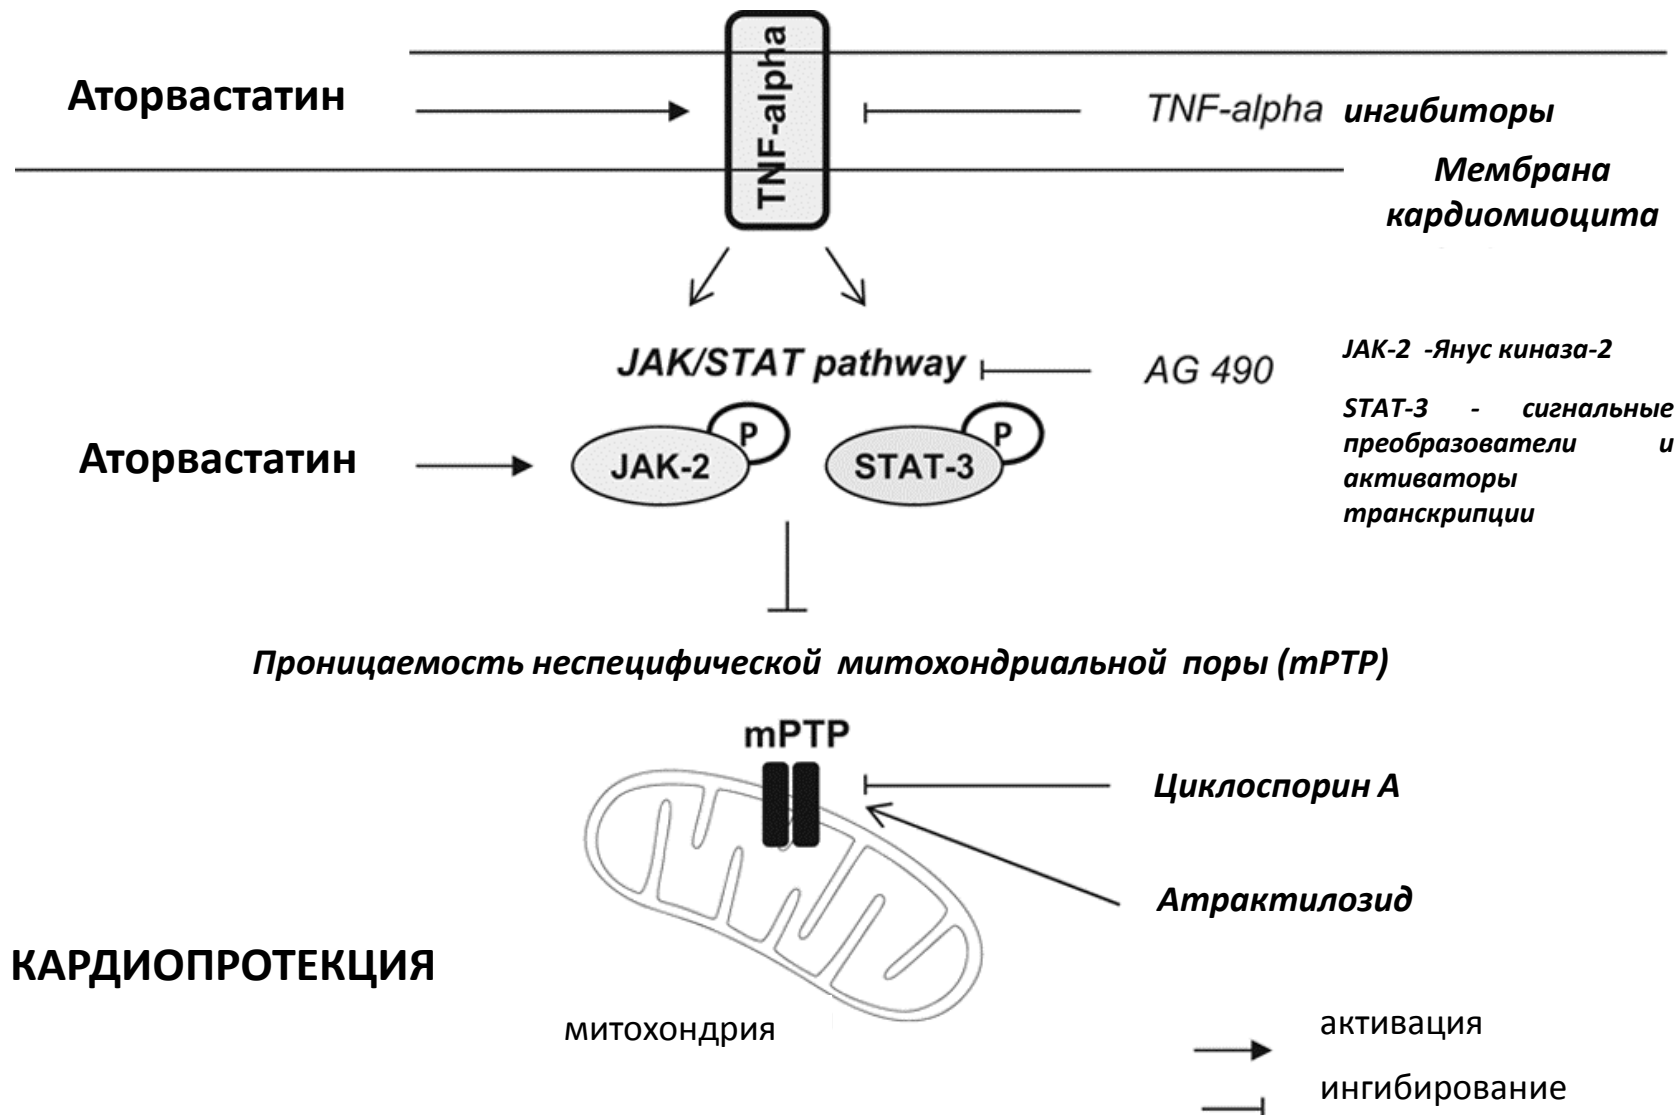 TNF-alpha
Аторвастатин
TNF-alpha ингибиторы
Мембрана
кардиомиоцита
JAK/STAT pathway
AG 490
JAK-2 -Янус киназа-2
STAT-3 - сигнальные
преобразователи и
активаторы
транскрипции
Аторвастатин
JAK-2
P
STAT-3
P
Проницаемость неспецифической митохондриальной поры (mPTP)
mPTP
Циклоспорин А
Атрактилозид
КАРДИОПРОТЕКЦИЯ
митохондрия
активация
ингибирование